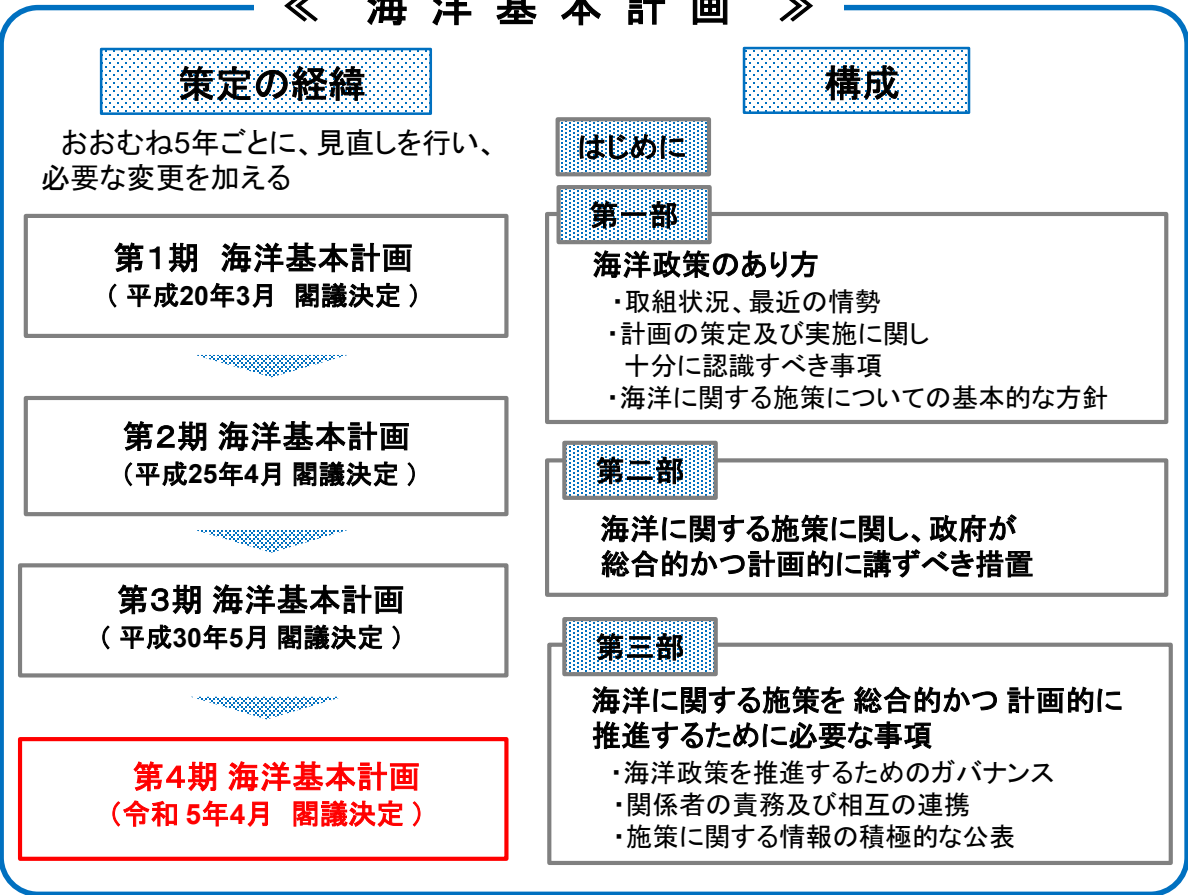 ≪ 海洋基本計画 ≫
策定の経緯
おおむね5年ごとに、見直しを行い、
必要な変更を加える
第1期 海洋基本計画
（ 平成20年3月 閣議決定 ）
第2期 海洋基本計画
（平成25年4月 閣議決定 ）
第3期 海洋基本計画
（ 平成30年5月 閣議決定 ）
第4期 海洋基本計画
（令和 5年4月 閣議決定 ）
構成
はじめに
第一部
海洋政策のあり方
・取組状況、最近の情勢
・計画の策定及び実施に関し
十分に認識すべき事項
・海洋に関する施策についての基本的な方針
第二部
海洋に関する施策に関し、政府が
総合的かつ計画的に講ずべき措置
第三部
海洋に関する施策を 総合的かつ 計画的に
推進するために必要な事項
・海洋政策を推進するためのガバナンス
・関係者の責務及び相互の連携
・施策に関する情報の積極的な公表